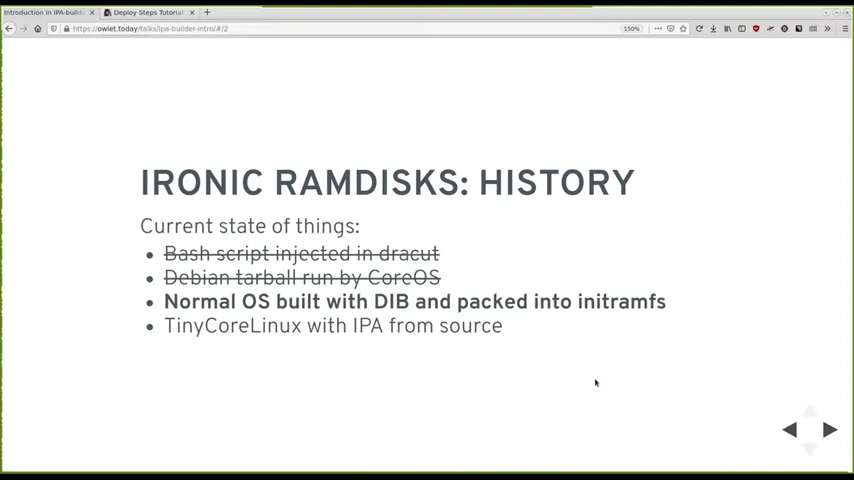 Introduction in IPA-builde
Deploy Steps Tutorial
https://owlet.today/talks/ipa-builder-intro/#/2
150%
IRONIC RAMDISKS: HISTORY
Current state of things:
Bash script injected in dracut
Debian tarball run by CoreOS
Normal OS built with DIB and packed into initramfs
TinyCoreLinux with IPA from source